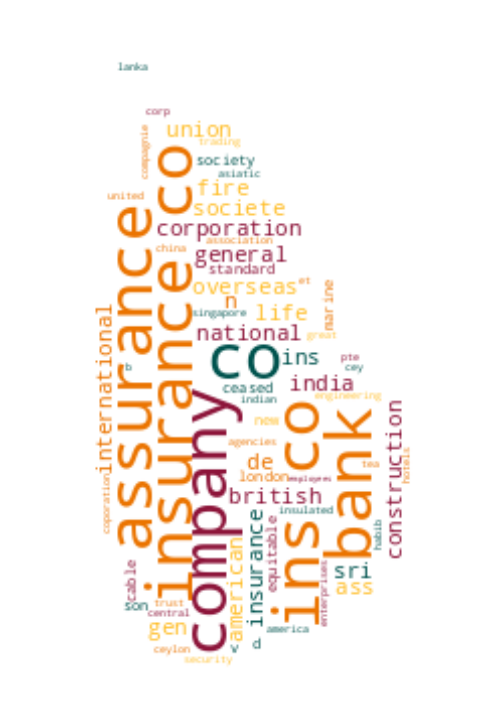 lanka
corp
union
trading
compagnie
co
society
asiatic
fire
united
societe
assurance
corporation
association
china
general
standard
insurance co
overseas
et
n
singapore
life
marine
international
national
great
co
ins
pte
cey
b
ceased
india
indian
engineering
company
new
ins co
bank
construction
agencies
de
tea
hotels
london
employees
british
coporation
insulated
insurance
equitable
habib
american
cable
sri
enterprises
ass
son
trust
central
gen
america
v
d
ceylon
security